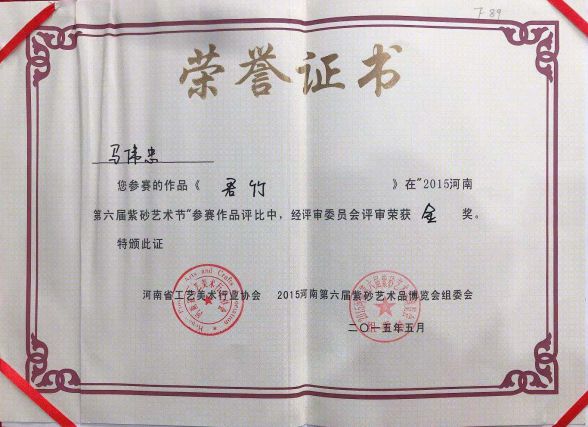 7-89
荣誉证书
马伟忠
您参赛的作品《 君竹 》在"2015河南
第六届紫砂艺术节"参赛作品评比中，经评审委员会评审荣获 金 奖。
特颁此证
河南省工艺美术行业协会 2015河南第六届紫砂艺术品博览会组委会
二〇一五年五月